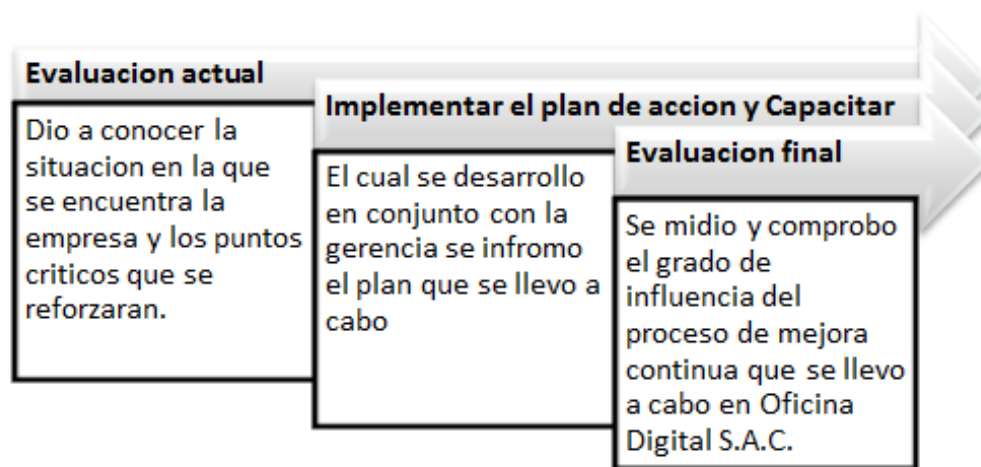 Evaluacion actual
Dio a conocer la
situacion en la que
se encuentra la
empresa y los puntos
criticos que se
reforzaran.
Implementar el plan de accion y Capacitar
El cual se desarrollo
en conjunto con la
gerencia se infromo
el plan que se llevo a
cabo
Evaluacion final
Se midio y comprobo
el grado de
influencia del
proceso de mejora
continua que se llevo
a cabo en Oficina
Digital S.A.C.